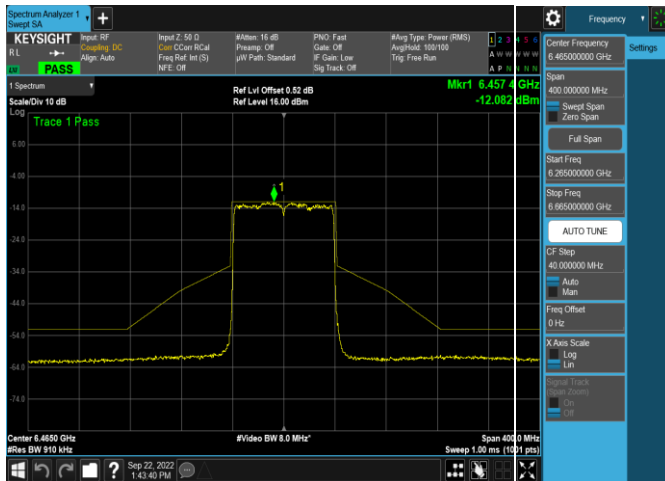 Spectrum Analyzer 1
Swept SA
+
Frequency
KEYSIGHT
RL
PASS
Input: RF
Coupling: DC
Align: Auto
Input Z: 50 Ω
Corr CCorr RCal
Freq Ref: Int (S)
NFE: Off
#Atten: 16 dB
Preamp: Off
µW Path: Standard
PNO: Fast
Gate: Off
IF Gain: Low
Sig Track: Off
#Avg Type: Power (RMS)
Avg|Hold: 100/100
Trig: Free Run
1 2 3 4 5 6
A W W W W W
A P N N N N
1 Spectrum
Scale/Div 10 dB
Log
Ref Lvl Offset 0.52 dB
Ref Level 16.00 dBm
Mkr1 6.457 4 GHz
-12.082 dBm
Trace 1 Pass
1
6.00
-4.00
-14.0
-24.0
-34.0
-44.0
-54.0
-64.0
-74.0
Center 6.4650 GHz
#Res BW 910 kHz
#Video BW 8.0 MHz*
Span 400.0 MHz
Sweep 1.00 ms (1001 pts)
Sep 22, 2022
1:43:40 PM
?
Settings
Center Frequency
6.465000000 GHz
Span
400.000000 MHz
Swept Span
Zero Span
Full Span
Start Freq
6.265000000 GHz
Stop Freq
6.665000000 GHz
AUTO TUNE
CF Step
40.000000 MHz
Auto
Man
Freq Offset
0 Hz
X Axis Scale
Log
Lin
Signal Track
(Span Zoom)
On
Off